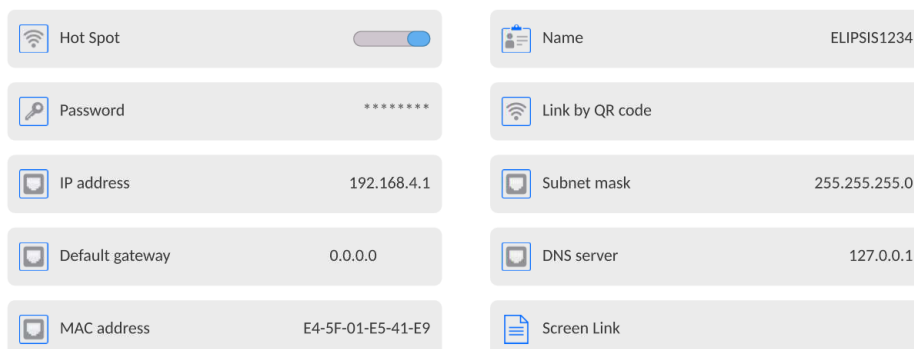 Hot Spot
Name ELIPSIS1234
Password ********
Link by QR code
IP address 192.168.4.1
Subnet mask 255.255.255.0
Default gateway 0.0.0.0
DNS server 127.0.0.1
MAC address E4-5F-01-E5-41-E9
Screen Link